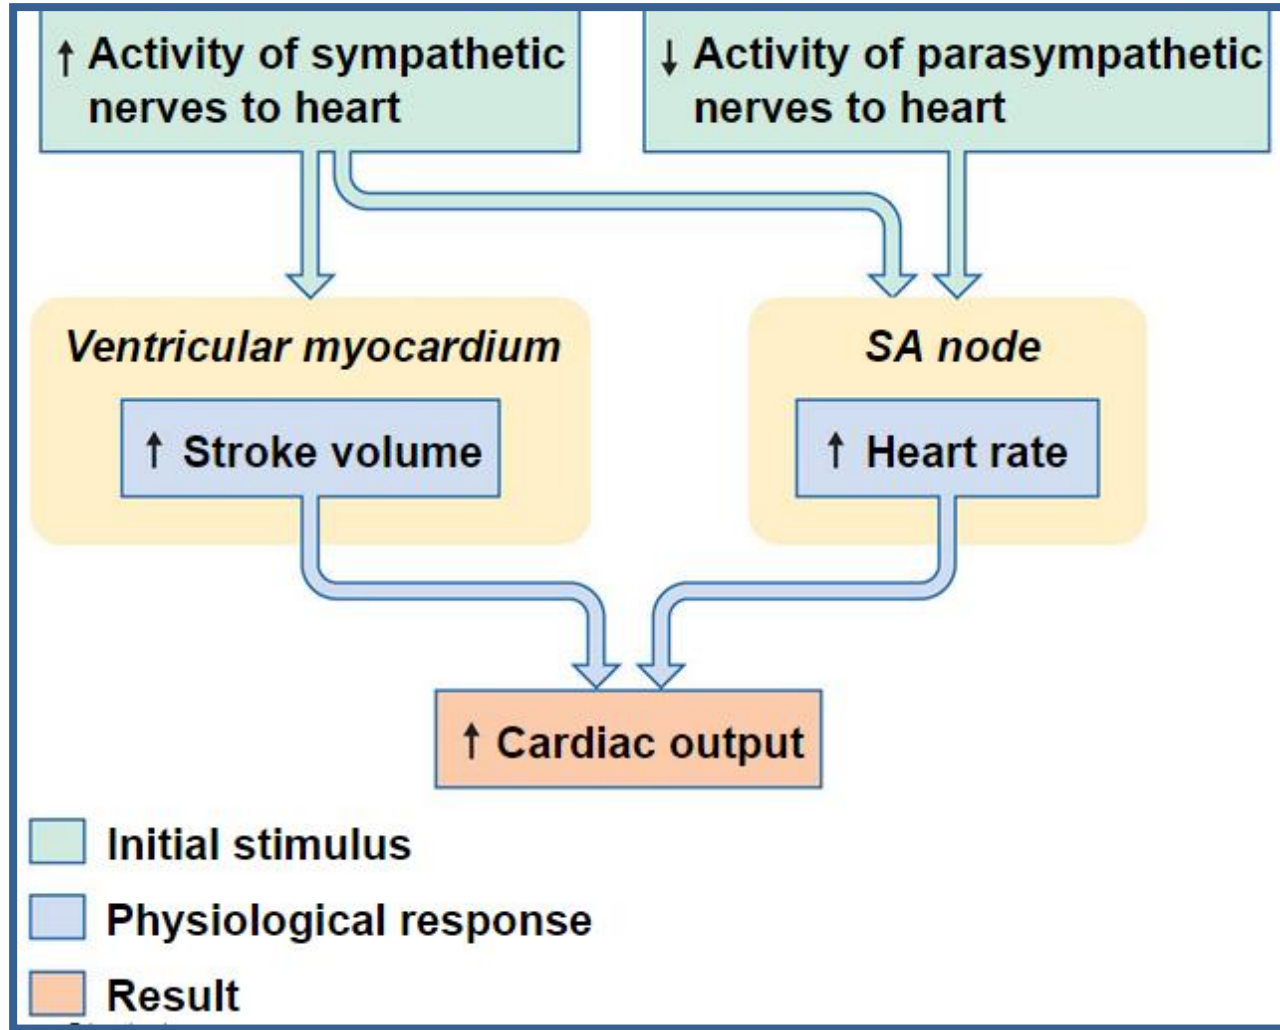 ↑ Activity of sympathetic
nerves to heart
↓ Activity of parasympathetic
nerves to heart
Ventricular myocardium
SA node
↑ Stroke volume
↑ Heart rate
↑ Cardiac output
Initial stimulus
Physiological response
Result